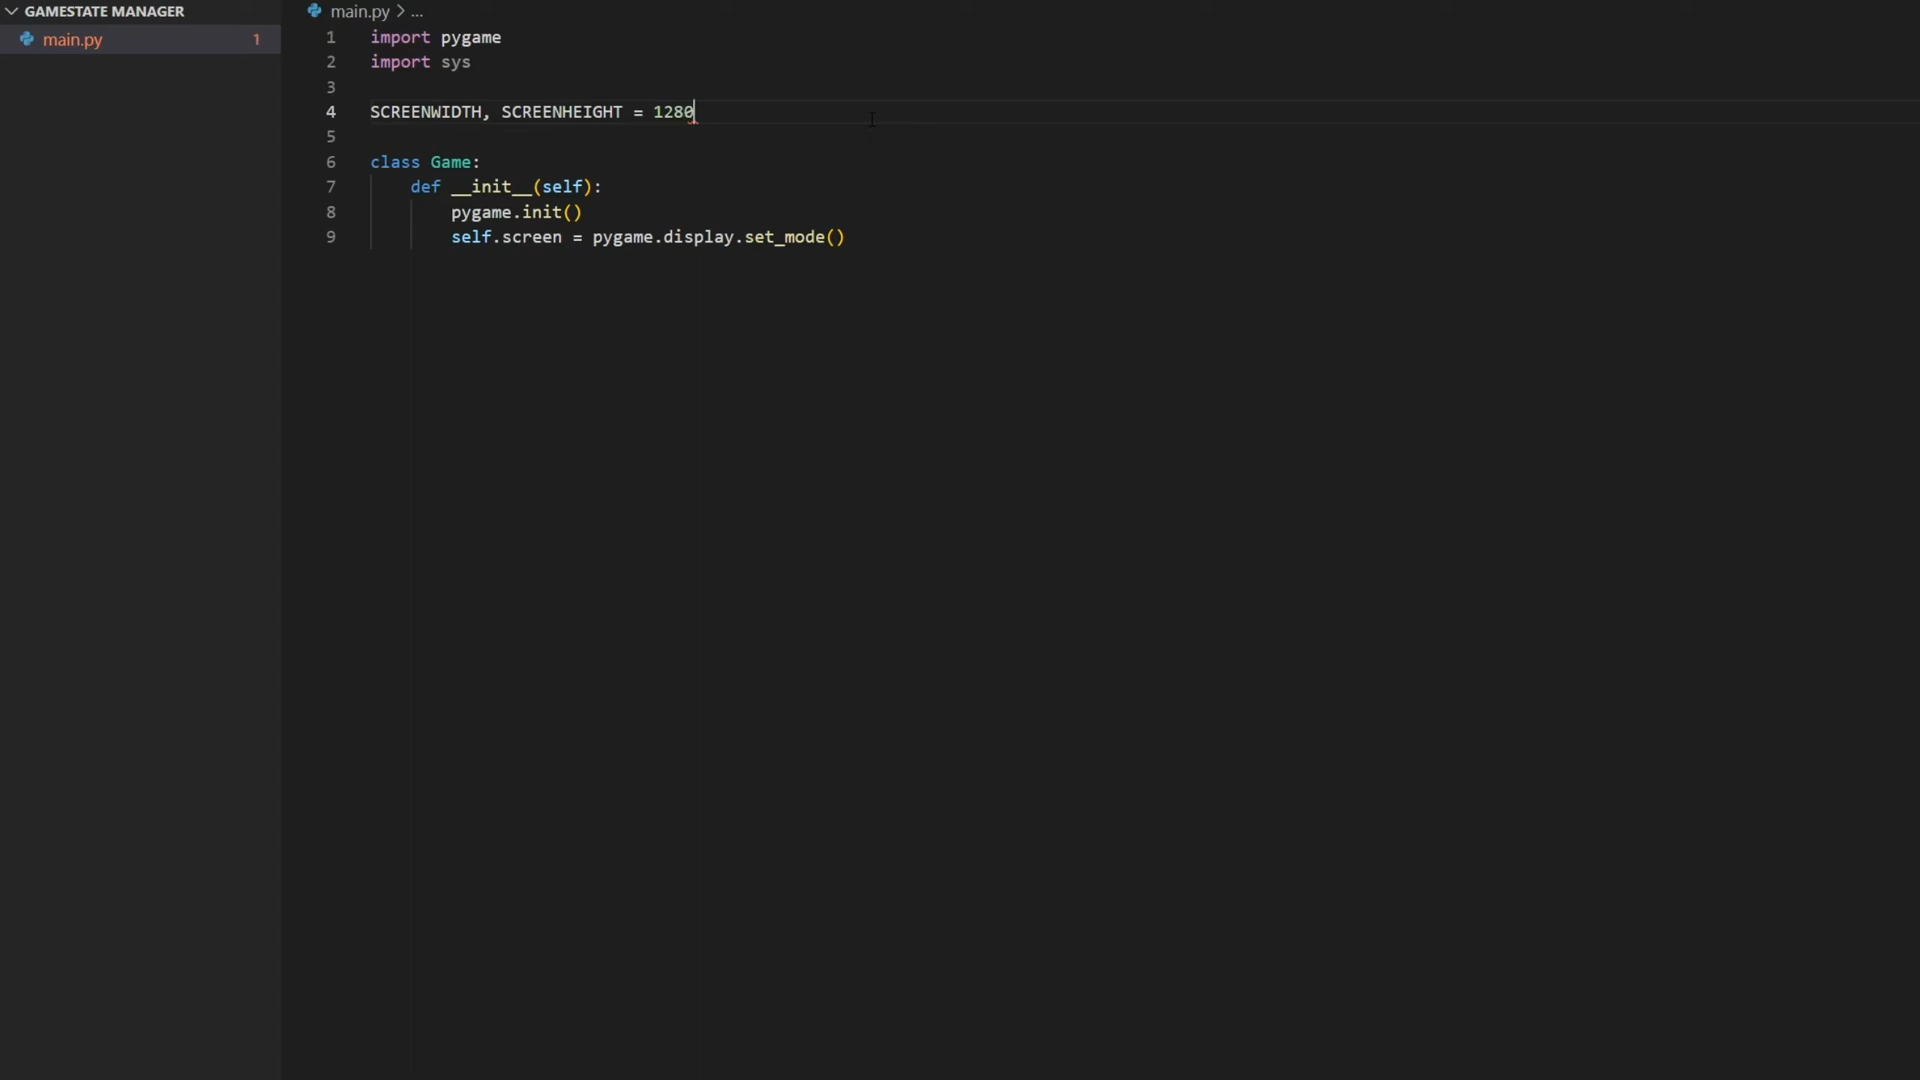 GAMESTATE MANAGER
main.py 1
main.py > ...
1 import pygame
2 import sys
3
4 SCREENWIDTH, SCREENHEIGHT = 1280
5
6 class Game:
7 def __init__(self):
8 pygame.init()
9 self.screen = pygame.display.set_mode()